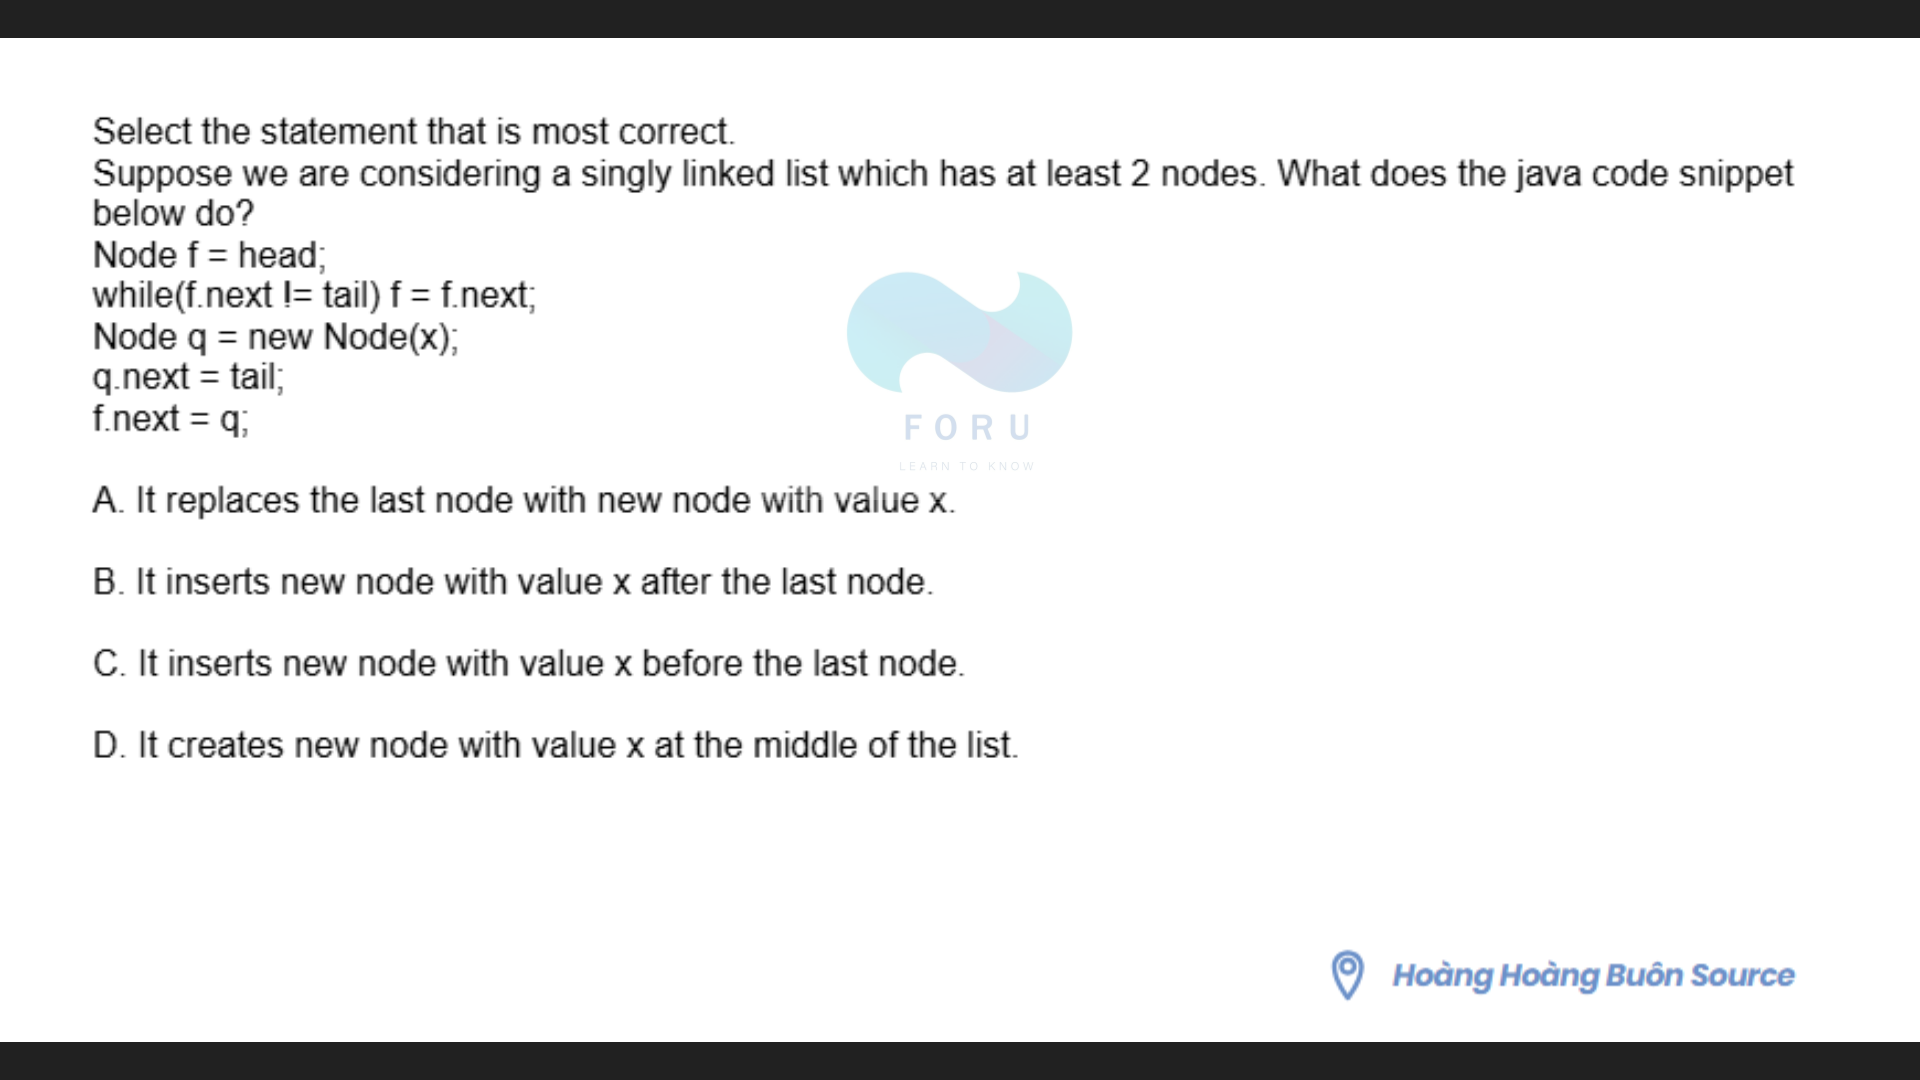 Select the statement that is most correct.
Suppose we are considering a singly linked list which has at least 2 nodes. What does the java code snippet
below do?
Node f = head;
while(f.next != tail) f = f.next;
Node q = new Node(x);
q.next = tail;
f.next = q;
FORU
LEARN TO KNOW
A. It replaces the last node with new node with value x.
B. It inserts new node with value x after the last node.
C. It inserts new node with value x before the last node.
D. It creates new node with value x at the middle of the list.
Hoàng Hoàng Buôn Source